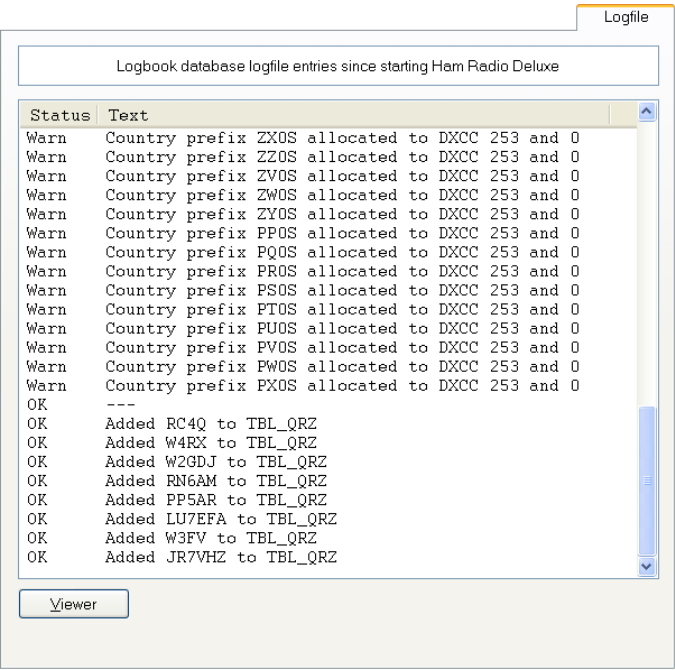 Logfile
Logbook database logfile entries since starting Ham Radio Deluxe
Status Text
Warn Country prefix ZX0S allocated to DXCC 253 and 0
Warn Country prefix ZZ0S allocated to DXCC 253 and 0
Warn Country prefix ZV0S allocated to DXCC 253 and 0
Warn Country prefix ZW0S allocated to DXCC 253 and 0
Warn Country prefix ZY0S allocated to DXCC 253 and 0
Warn Country prefix PP0S allocated to DXCC 253 and 0
Warn Country prefix PQ0S allocated to DXCC 253 and 0
Warn Country prefix PR0S allocated to DXCC 253 and 0
Warn Country prefix PS0S allocated to DXCC 253 and 0
Warn Country prefix PT0S allocated to DXCC 253 and 0
Warn Country prefix PU0S allocated to DXCC 253 and 0
Warn Country prefix PV0S allocated to DXCC 253 and 0
Warn Country prefix PW0S allocated to DXCC 253 and 0
Warn Country prefix PX0S allocated to DXCC 253 and 0
OK ---
OK Added RC4Q to TBL_QRZ
OK Added W4RX to TBL_QRZ
OK Added W2GDJ to TBL_QRZ
OK Added RN6AM to TBL_QRZ
OK Added PP5AR to TBL_QRZ
OK Added LU7EFA to TBL_QRZ
OK Added W3FV to TBL_QRZ
OK Added JR7VHZ to TBL_QRZ
Viewer